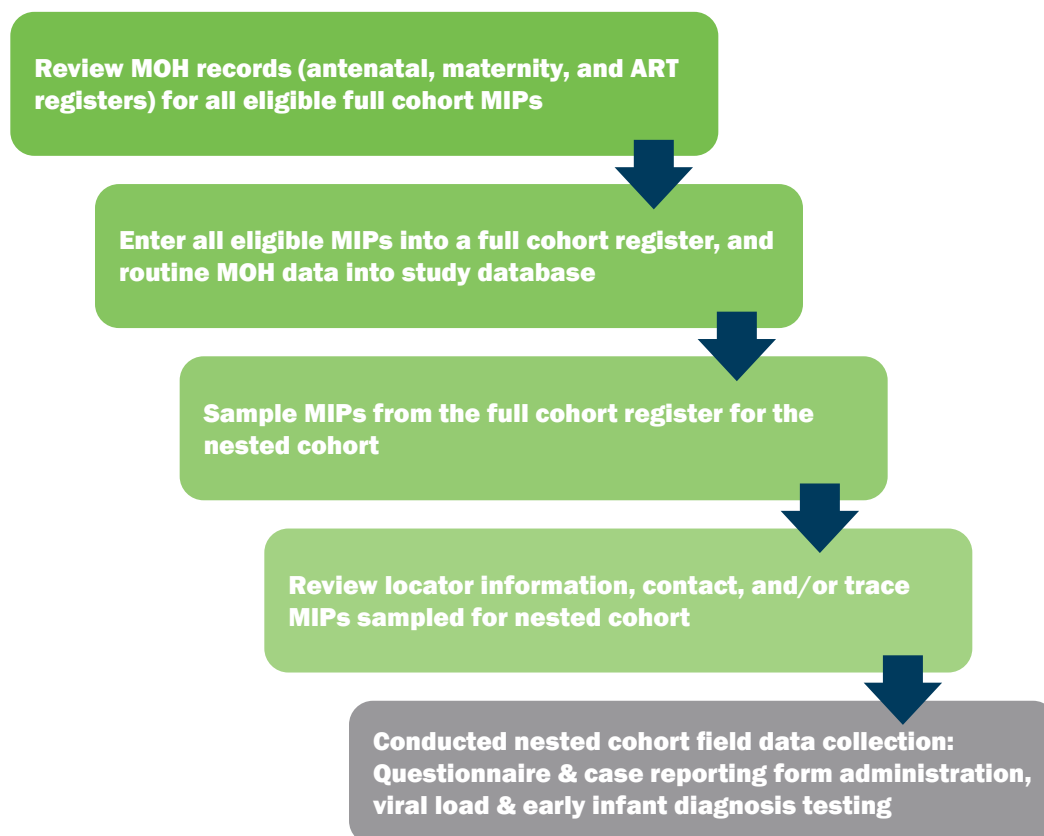 Review MOH records (antenatal, maternity, and ART
registers) for all eligible full cohort MIPs
Enter all eligible MIPs into a full cohort register, and
routine MOH data into study database
Sample MIPs from the full cohort register for the
nested cohort
Review locator information, contact, and/or trace
MIPs sampled for nested cohort
Conducted nested cohort field data collection:
Questionnaire & case reporting form administration,
viral load & early infant diagnosis testing